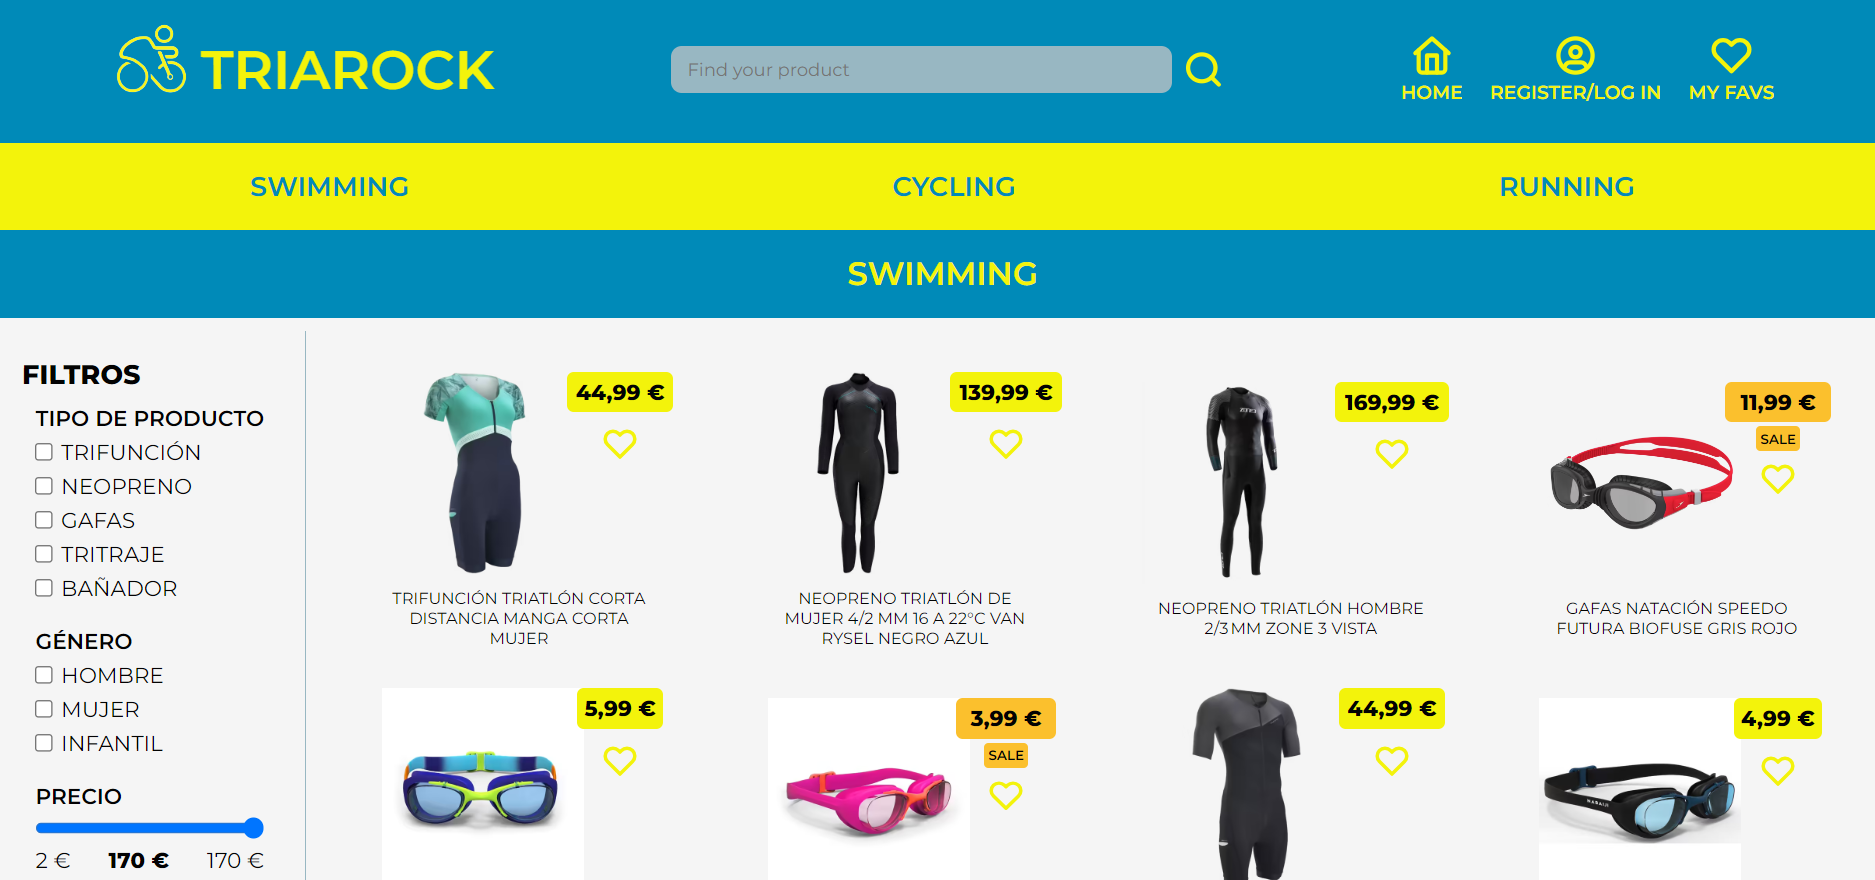 TRIAROCK
Find your product
HOME
REGISTER/LOG IN
MY FAVS
SWIMMING
CYCLING
RUNNING
SWIMMING
FILTROS
TIPO DE PRODUCTO
TRIFUNCIÓN
NEOPRENO
GAFAS
TRITRAJE
BAÑADOR
GÉNERO
HOMBRE
MUJER
INFANTIL
PRECIO
2 €
170 €
170 €
44,99 €
TRIFUNCIÓN TRIATLÓN CORTA
DISTANCIA MANGA CORTA
MUJER
139,99 €
NEOPRENO TRIATLÓN DE
MUJER 4/2 MM 16 A 22°C VAN
RYSEL NEGRO AZUL
169,99 €
NEOPRENO TRIATLÓN HOMBRE
2/3 MM ZONE 3 VISTA
11,99 €
SALE
GAFAS NATACIÓN SPEEDO
FUTURA BIOFUSE GRIS ROJO
5,99 €
3,99 €
SALE
44,99 €
4,99 €